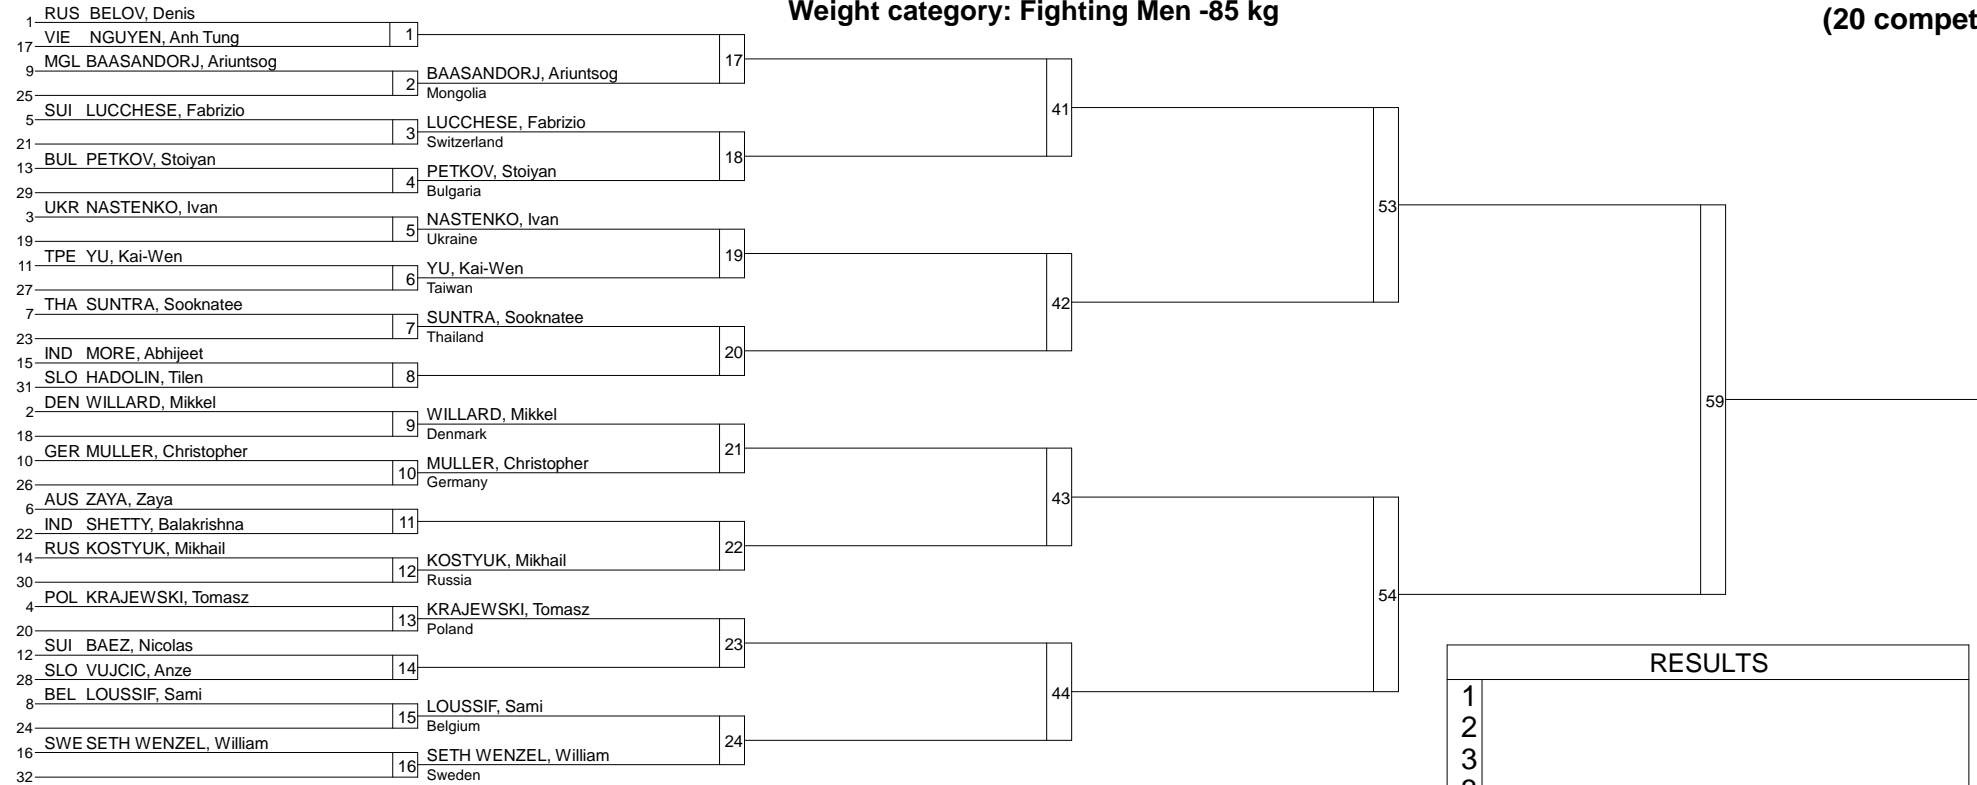 Weight category: Fighting Men -85 kg
(20 compet
1 RUS BELOV, Denis
17 VIE NGUYEN, Anh Tung
1
9 MGL BAASANDORJ, Ariuntsog
25
2
BAASANDORJ, Ariuntsog
Mongolia
17
5 SUI LUCCHESE, Fabrizio
21
3
LUCCHESE, Fabrizio
Switzerland
13 BUL PETKOV, Stoiyan
29
4
PETKOV, Stoiyan
Bulgaria
18
41
3 UKR NASTENKO, Ivan
19
5
NASTENKO, Ivan
Ukraine
11 TPE YU, Kai-Wen
27
6
YU, Kai-Wen
Taiwan
19
7 THA SUNTRA, Sooknatee
23
7
SUNTRA, Sooknatee
Thailand
15 IND MORE, Abhijeet
31 SLO HADOLIN, Tilen
8
20
42
53
2 DEN WILLARD, Mikkel
18
9
WILLARD, Mikkel
Denmark
10 GER MULLER, Christopher
26
10
MULLER, Christopher
Germany
21
6 AUS ZAYA, Zaya
22 IND SHETTY, Balakrishna
11
14 RUS KOSTYUK, Mikhail
30
12
KOSTYUK, Mikhail
Russia
22
43
4 POL KRAJEWSKI, Tomasz
20
13
KRAJEWSKI, Tomasz
Poland
12 SUI BAEZ, Nicolas
28 SLO VUJCIC, Anze
14
23
8 BEL LOUSSIF, Sami
24
15
LOUSSIF, Sami
Belgium
16 SWE SETH WENZEL, William
32
16
SETH WENZEL, William
Sweden
24
44
54
59
RESULTS
1
2
3